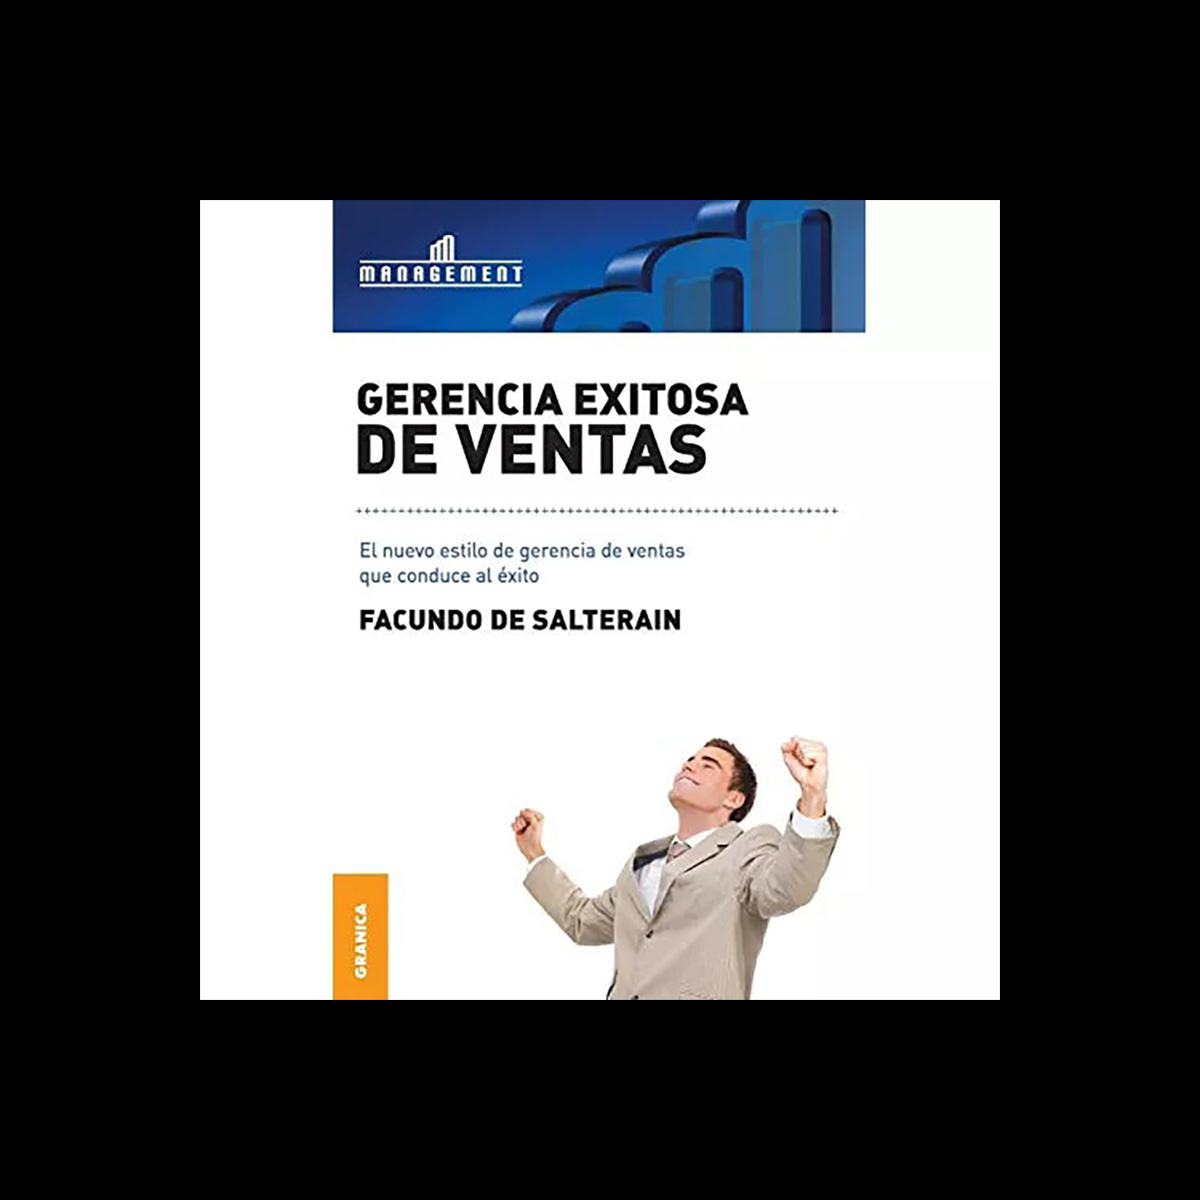 MANAGEMENT
GERENCIA EXITOSA
DE VENTAS
El nuevo estilo de gerencia de ventas
que conduce al éxito
FACUNDO DE SALTERAIN
GRANICA